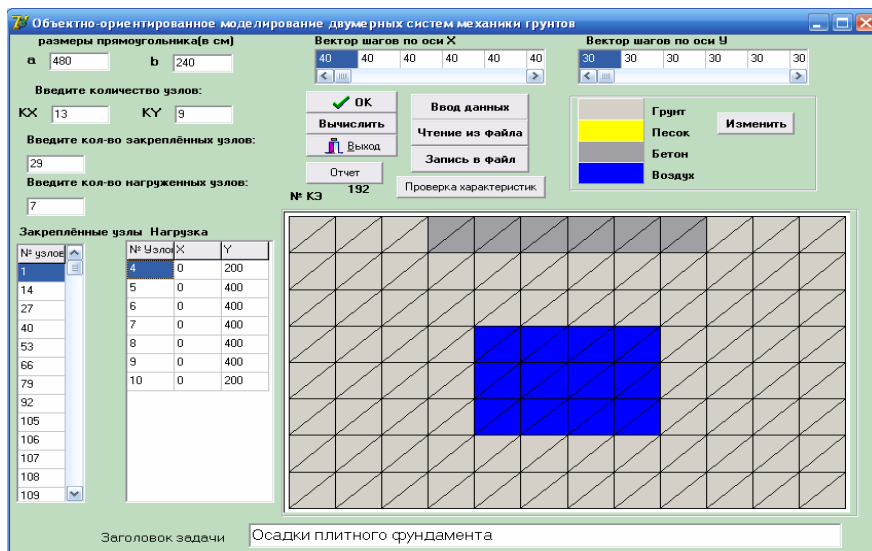 Объектно-ориентированное моделирование двумерных систем механики грунтов
размеры прямоугольника(в см)
a 480 b 240
Введите количество узлов:
KX 13 KY 9
Введите кол-во закреплённых узлов:
29
Введите кол-во нагруженных узлов:
7
Вектор шагов по оси X
40 40 40 40 40 40
Вектор шагов по оси У
30 30 30 30 30 30
OK
Вычислить
Выход
Отчет
Ввод данных
Чтение из файла
Запись в файл
Проверка характеристик
№ КЭ 192
Грунт
Песок
Бетон
Воздух
Изменить
Закреплённые узлы Нагрузка
№ узлов
1
14
27
40
53
66
79
92
105
106
107
108
109
№ Узло X Y
4 0 200
5 0 400
6 0 400
7 0 400
8 0 400
9 0 400
10 0 200
Заголовок задачи Осадки плитного фундамента